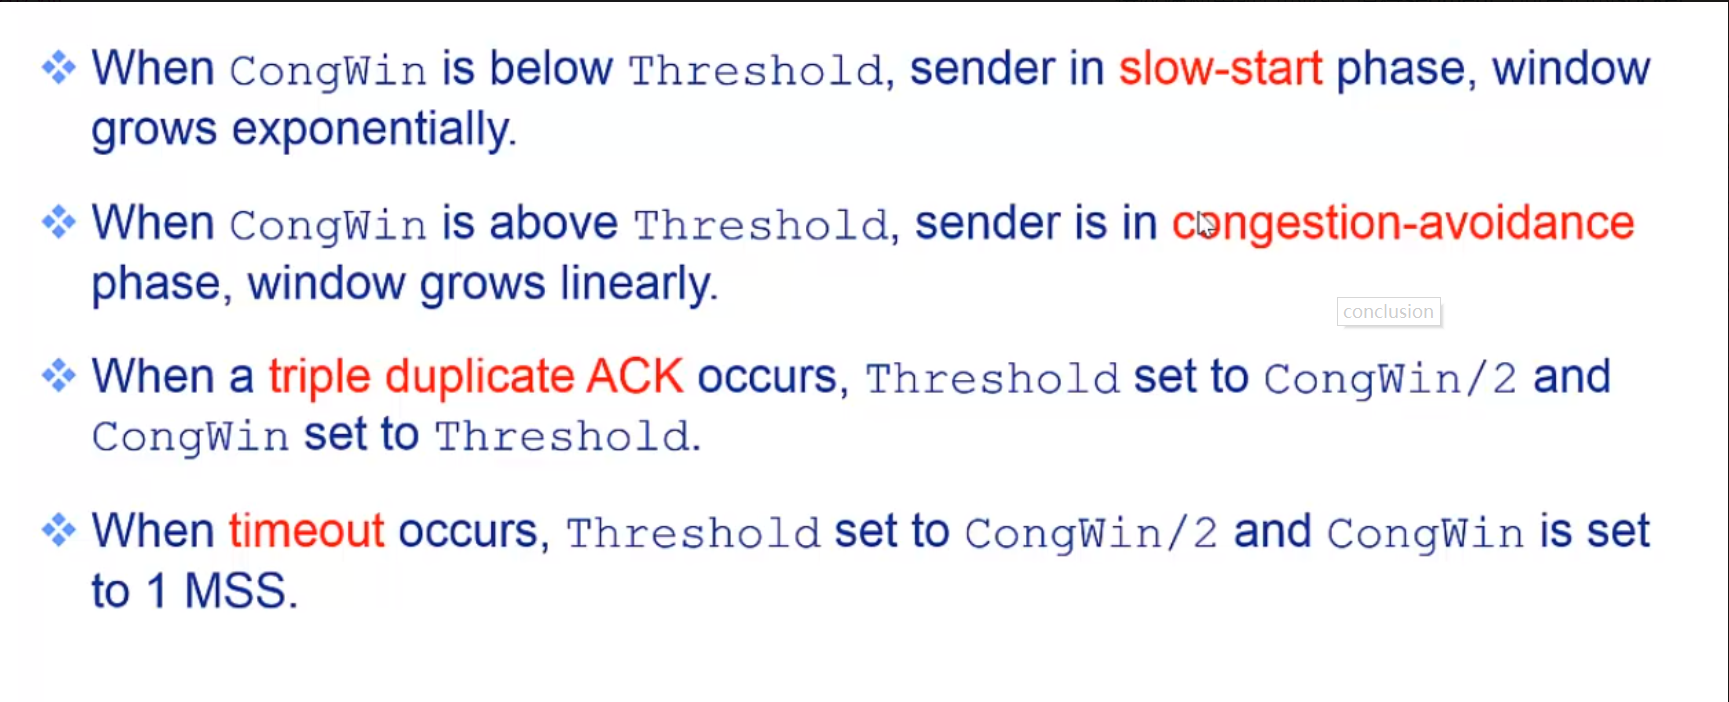 When CongWin is below Threshold, sender in slow-start phase, window
grows exponentially.
When CongWin is above Threshold, sender is in congestion-avoidance
phase, window grows linearly.
conclusion
When a triple duplicate ACK occurs, Threshold set to CongWin/2 and
CongWin set to Threshold.
When timeout occurs, Threshold set to CongWin/2 and CongWin is set
to 1 MSS.